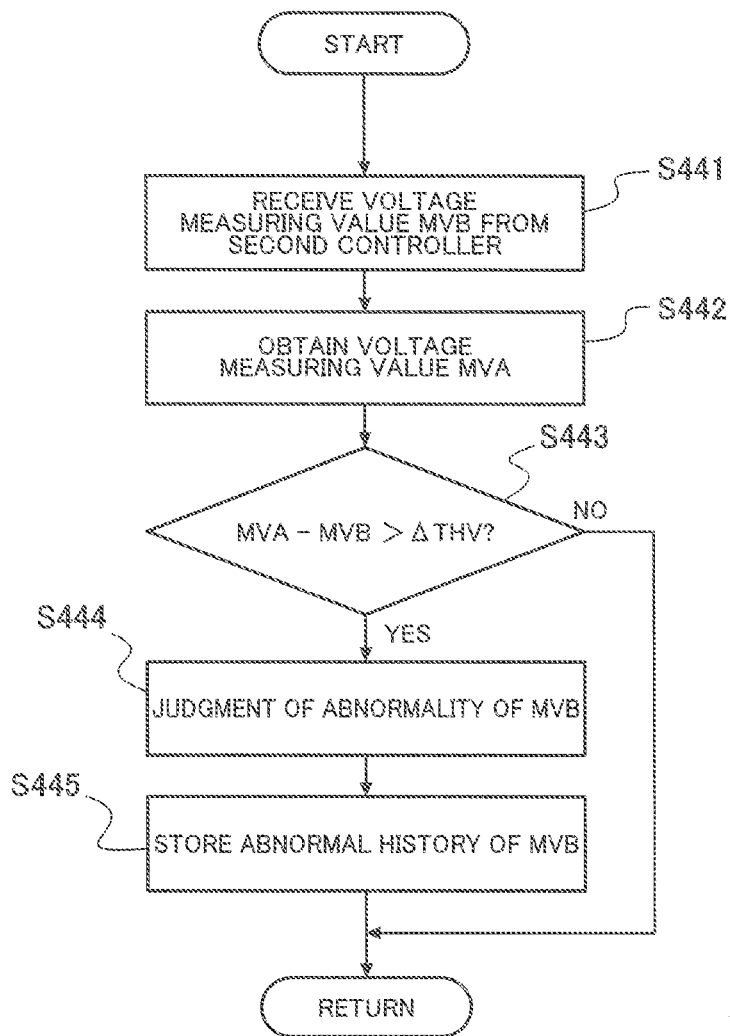 START
S441
RECEIVE VOLTAGE
MEASURING VALUE MVB FROM
SECOND CONTROLLER
S442
OBTAIN VOLTAGE
MEASURING VALUE MVA
S443
MVA - MVB > Δ THV?
NO
YES
S444
JUDGMENT OF ABNORMALITY OF MVB
S445
STORE ABNORMAL HISTORY OF MVB
RETURN